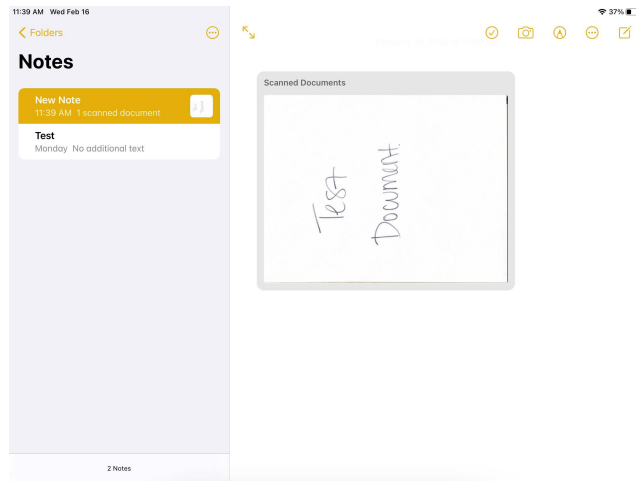 11:39 AM Wed Feb 16
37%
Folders
Notes
New Note
11:39 AM 1 scanned document
Test
Monday No additional text
2 Notes
Scanned Documents
Test
Document.